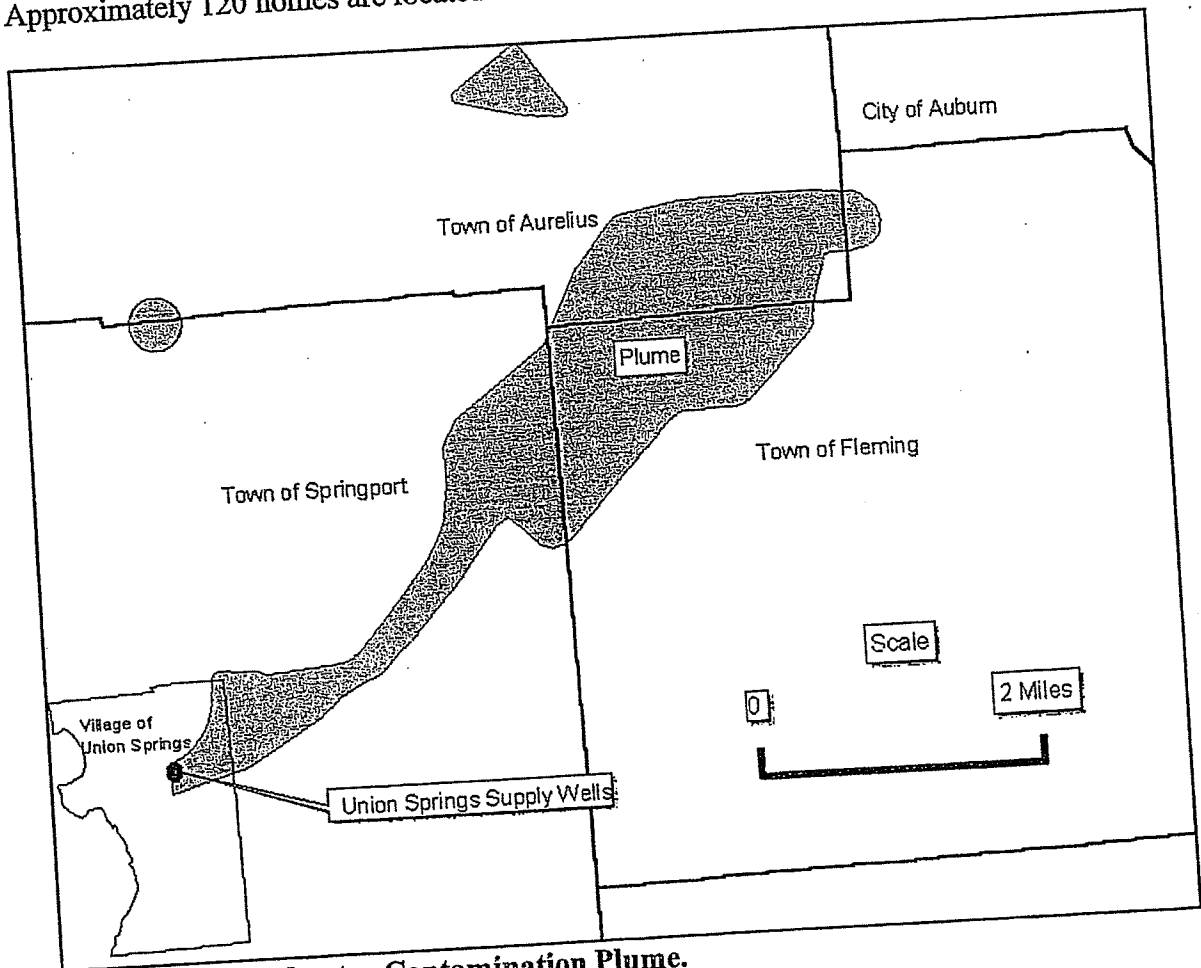 Approximately 120 homes are located
City of Auburn
Town of Aurelius
Plume
Town of Fleming
Town of Springport
Scale
0
2 Miles
Village of
Union Springs
Union Springs Supply Wells
Contamination Plume.